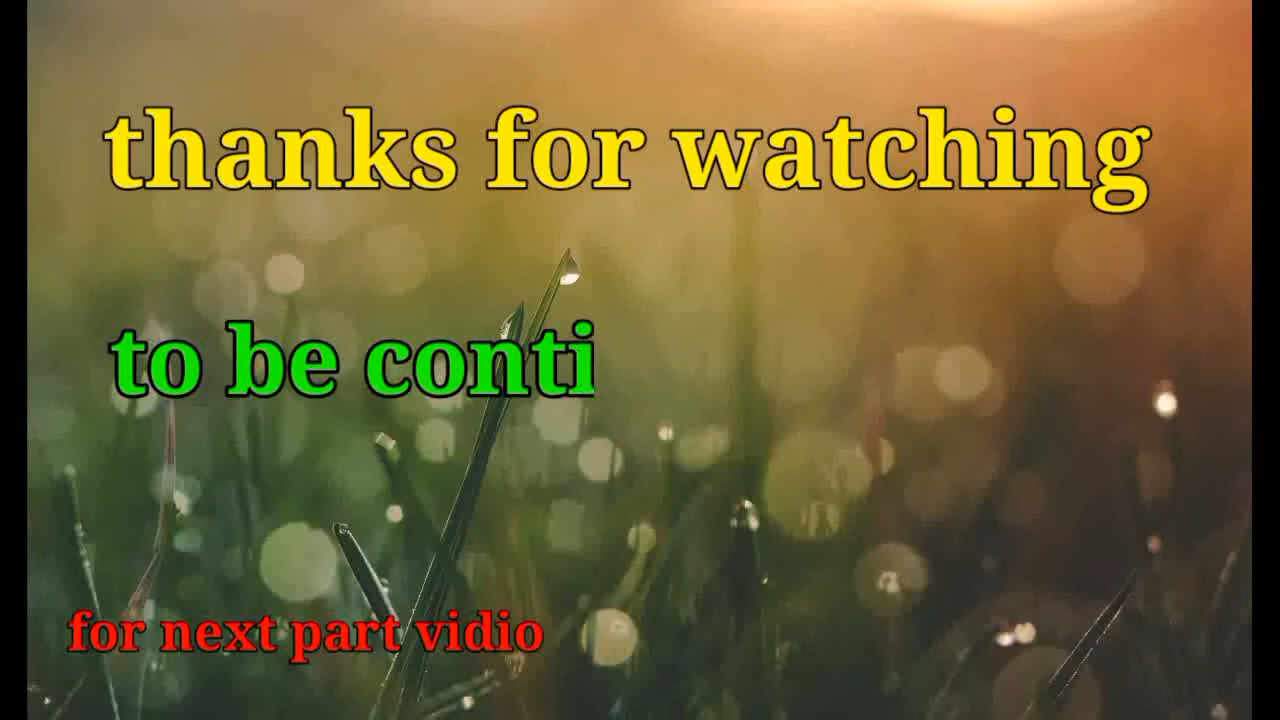 thanks for watching
to be conti
for next part vidio